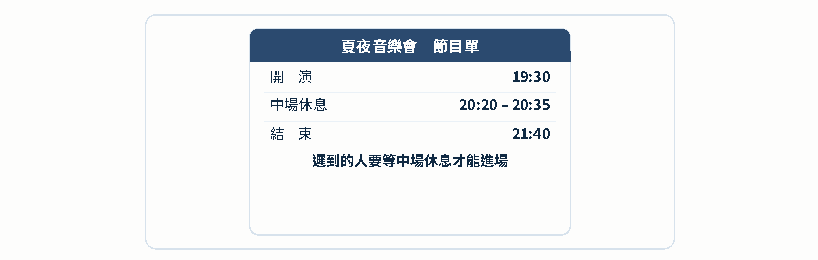 夏夜音樂會　節目單
開　演　19:30
中場休息　20:20 – 20:35
結　束　21:40
遲到的人要等中場休息才能進場